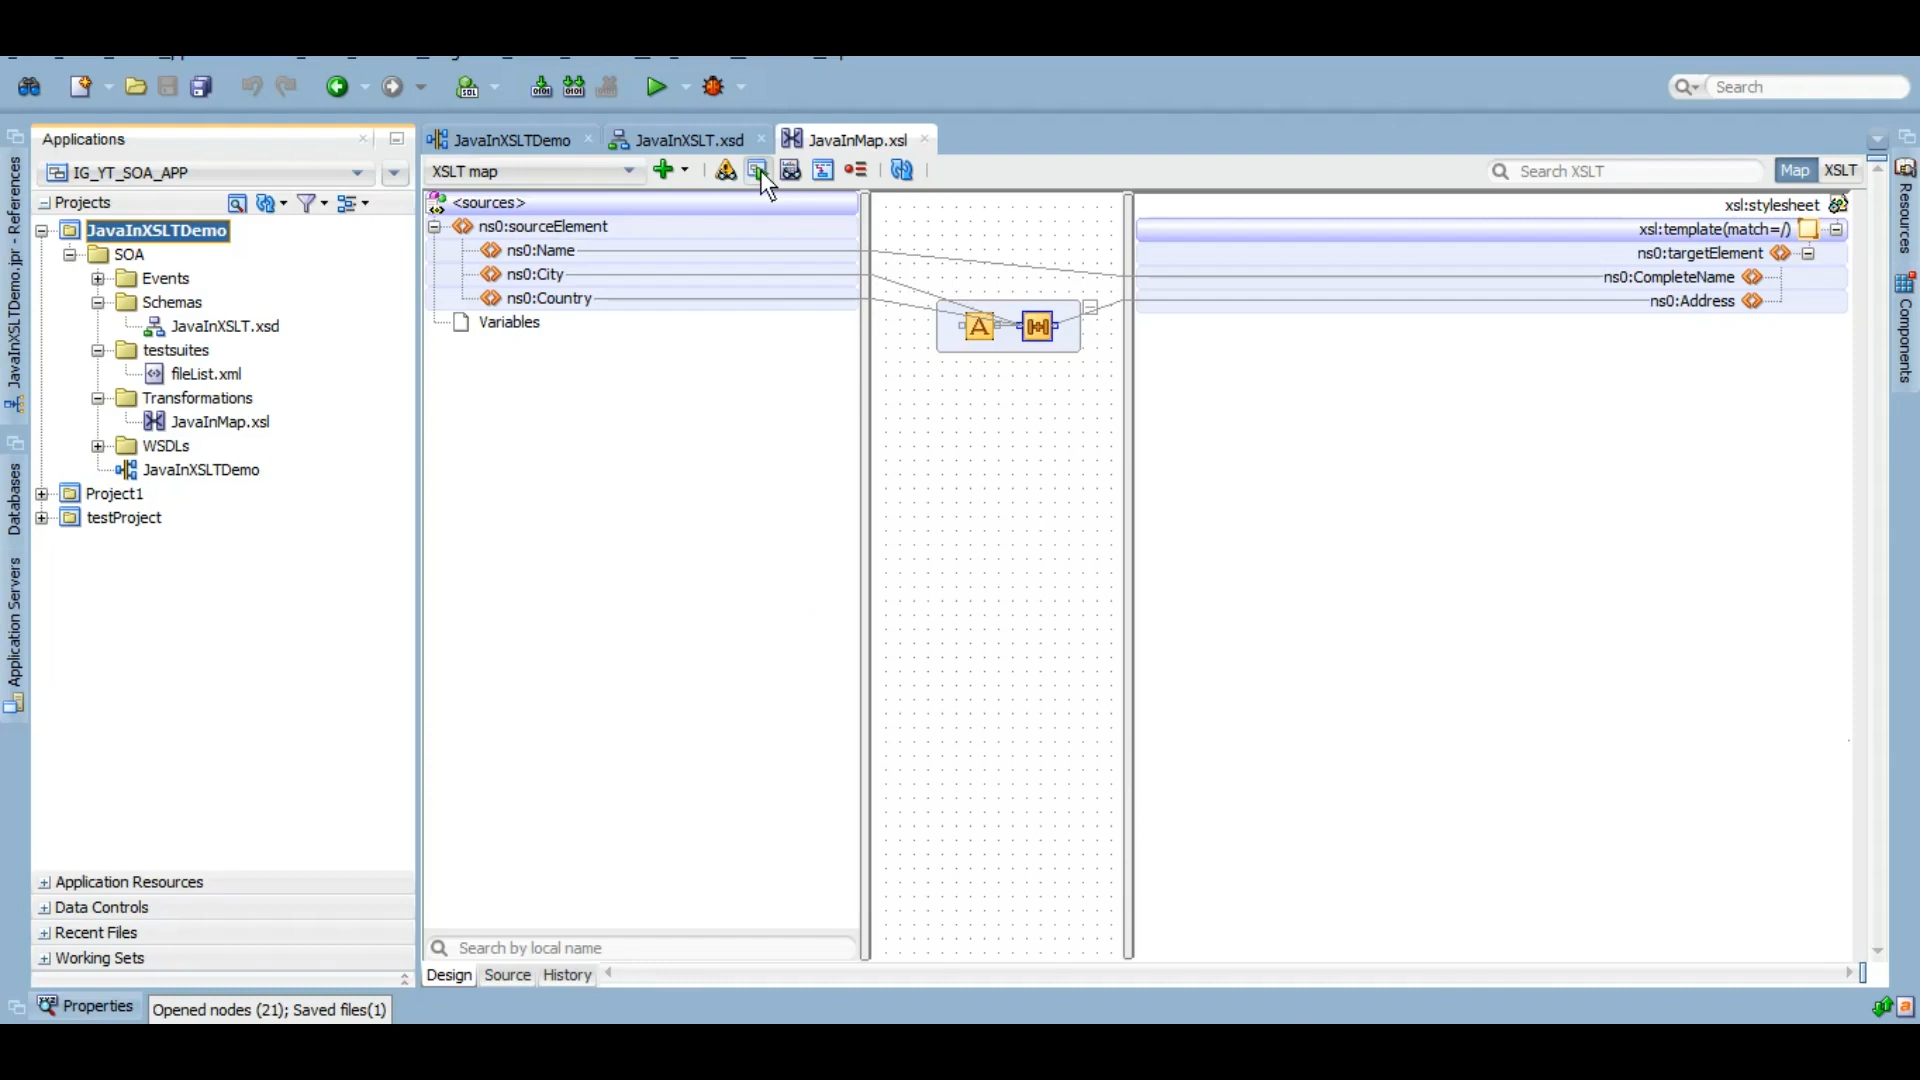 Search
Applications
IG_YT_SOA_APP
Projects
JavaInXSLTDemo
SOA
Events
Schemas
JavaInXSLT.xsd
testsuites
fileList.xml
Transformations
JavaInMap.xsl
WSDLs
JavaInXSLTDemo
Project1
testProject
Application Resources
Data Controls
Recent Files
Working Sets
JavaInXSLTDemo.jpr - References
Databases
Application Servers
JavaInXSLTDemo
JavaInXSLT.xsd
JavaInMap.xsl
XSLT map
Search XSLT
Map
XSLT
<sources>
ns0:sourceElement
ns0:Name
ns0:City
ns0:Country
Variables
A
xsl:stylesheet
xsl:template(match=/)
ns0:targetElement
ns0:CompleteName
ns0:Address
Search by local name
Design Source History
Resources
Components
Properties
Opened nodes (21); Saved files(1)